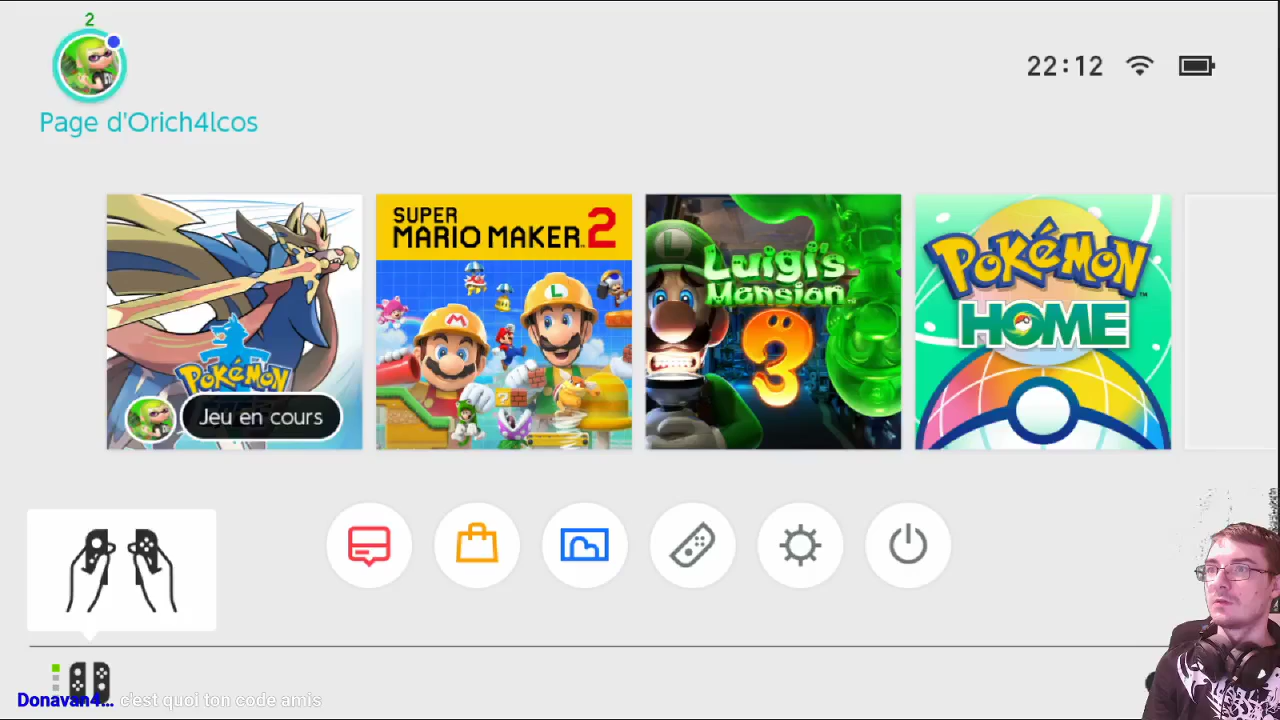 2
Page d'Orich4lcos
22:12
Pokémon
Jeu en cours
SUPER
MARIO MAKER 2
Luigi's
Mansion
3
Pokémon
HOME
Donavan4... c'est quoi ton code amis